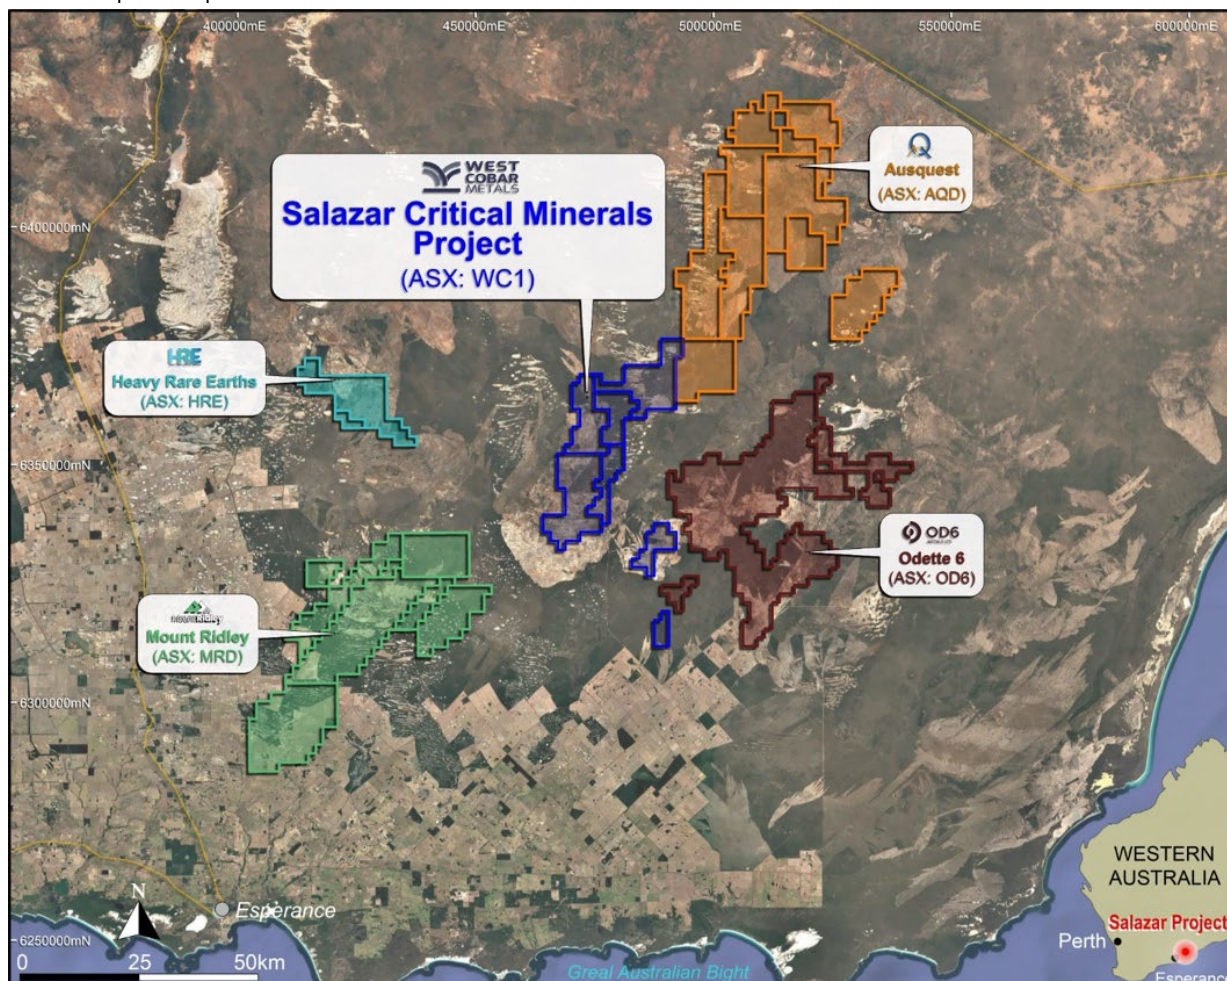 400000mE
450000mE
500000mE
550000mE
600000mE
WEST
COBAR
METALS
Salazar Critical Minerals
Project
(ASX: WC1)
Ausquest
(ASX: AQD)
6400000mN
HRE
Heavy Rare Earths
(ASX: HRE)
6350000mN
OD6
Odette 6
(ASX: OD6)
Mount Ridley
(ASX: MRD)
6300000mN
WESTERN
AUSTRALIA
Salazar Project
Perth
Esperance
N
Esperance
6250000mN
0 25 50km
Greal Australian Bight